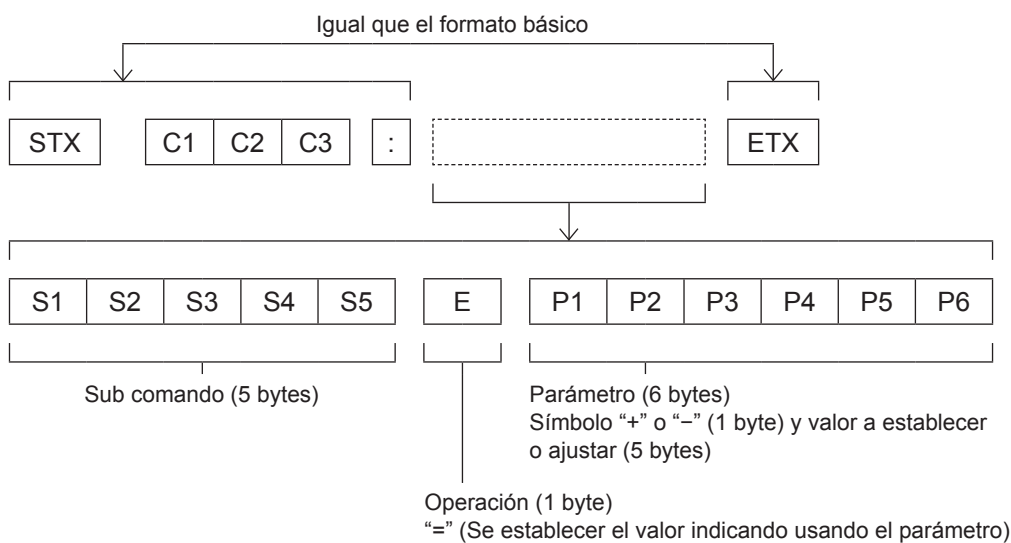 Igual que el formato básico
STX C1 C2 C3 : ETX
S1 S2 S3 S4 S5 E P1 P2 P3 P4 P5 P6
Sub comando (5 bytes)
Parámetro (6 bytes)
Símbolo “+” o “−” (1 byte) y valor a establecer
o ajustar (5 bytes)
Operación (1 byte)
“=” (Se establecer el valor indicando usando el parámetro)